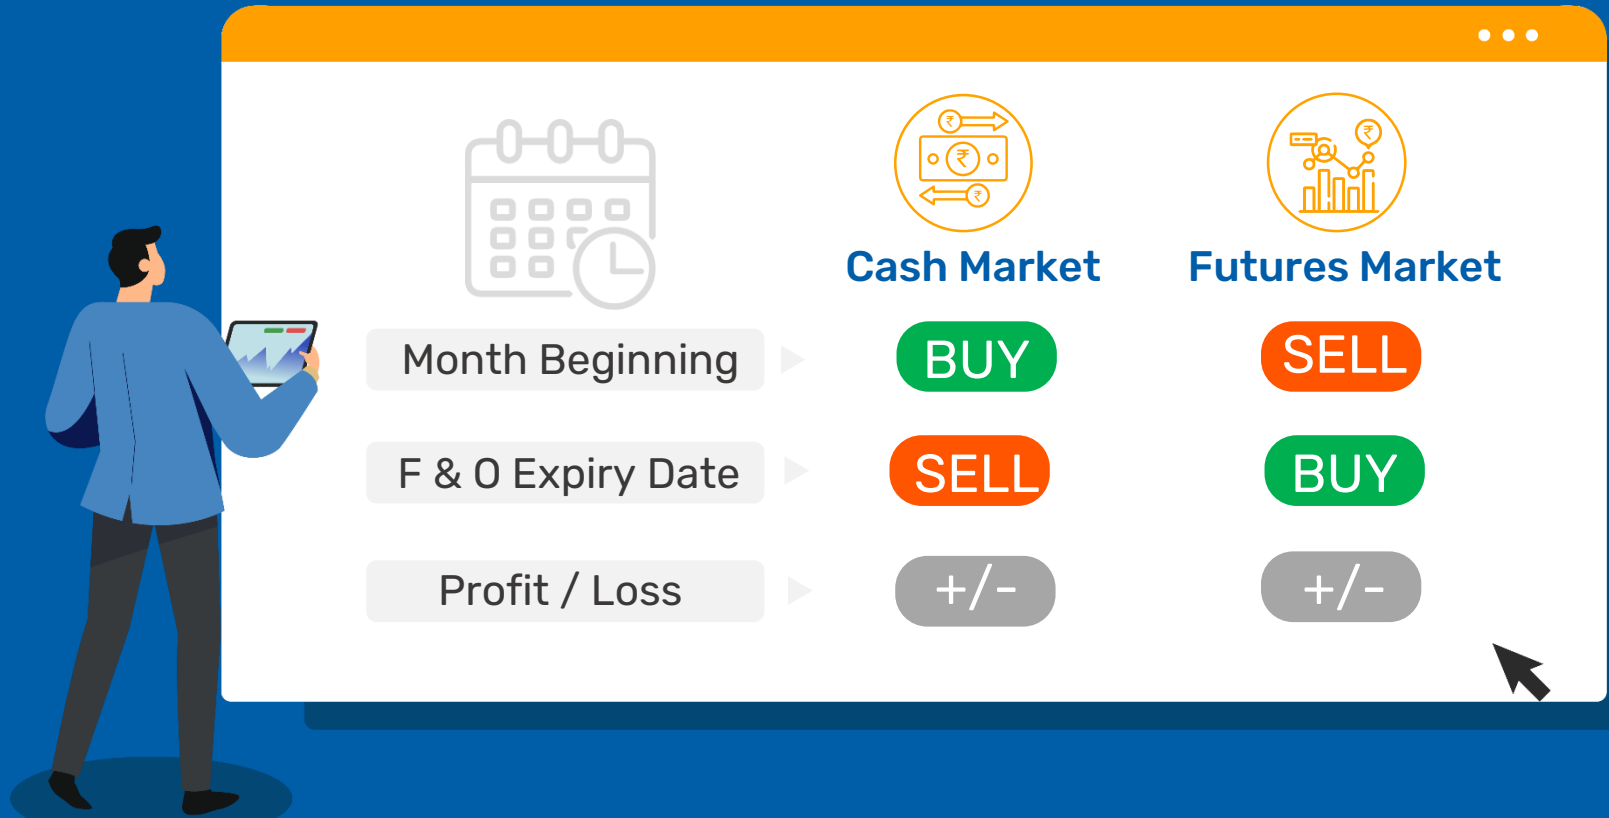 Cash Market
Futures Market
Month Beginning
BUY
SELL
F & O Expiry Date
SELL
BUY
Profit / Loss
+/-
+/-
₹
₹
₹
₹